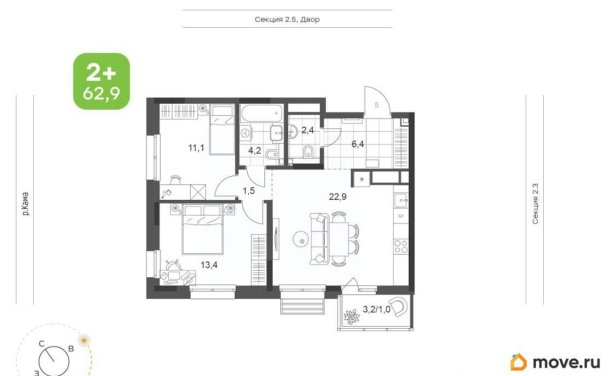 Секция 2.5, Двор
2+
62,9
5
11,1
4,2
2,4
6,4
1,5
22,9
13,4
3,2/1,0
р.Кама
Секция 2.3
С
В
З
move.ru